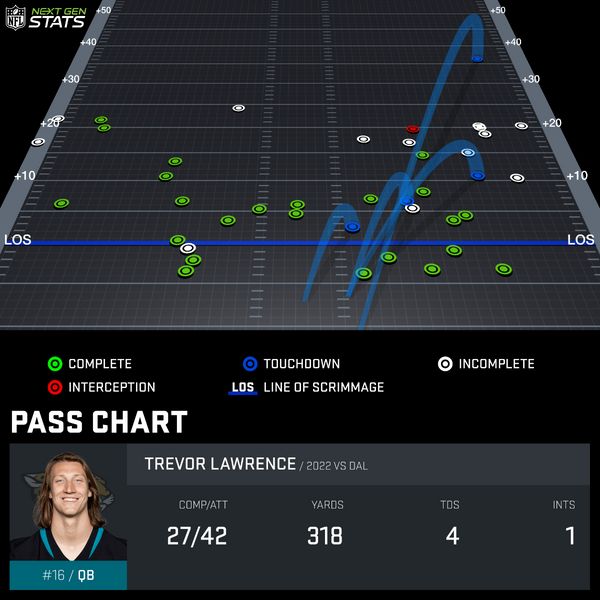 NFL
NEXT GEN
STATS
+50 +50
+40 +40
+30 +30
+20 +20
+10 +10
LOS LOS
COMPLETE TOUCHDOWN INCOMPLETE
INTERCEPTION LOS LINE OF SCRIMMAGE
PASS CHART
TREVOR LAWRENCE / 2022 VS DAL
COMP/ATT YARDS TDS INTS
27/42 318 4 1
#16 / QB